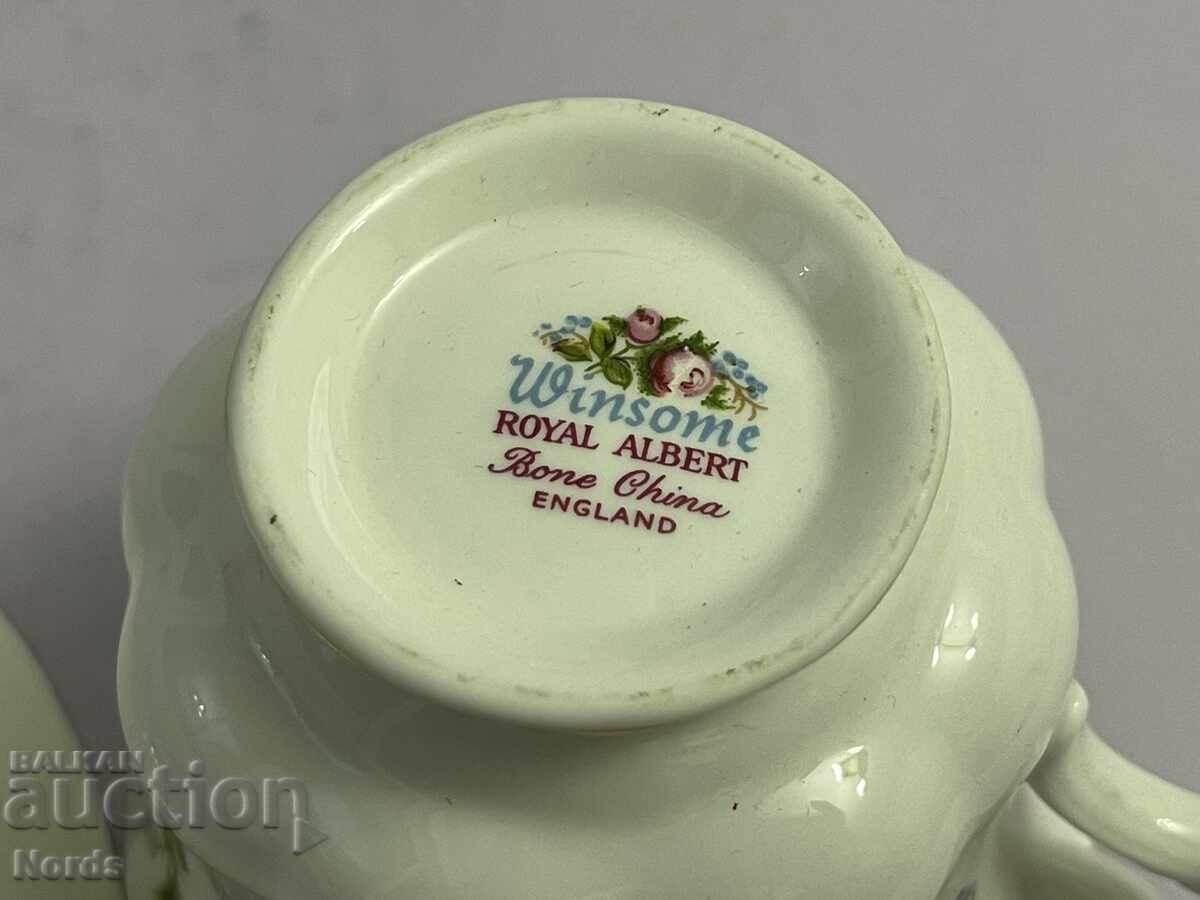 Winsome
ROYAL ALBERT
Bone China
ENGLAND
BALKAN
auction
Nords